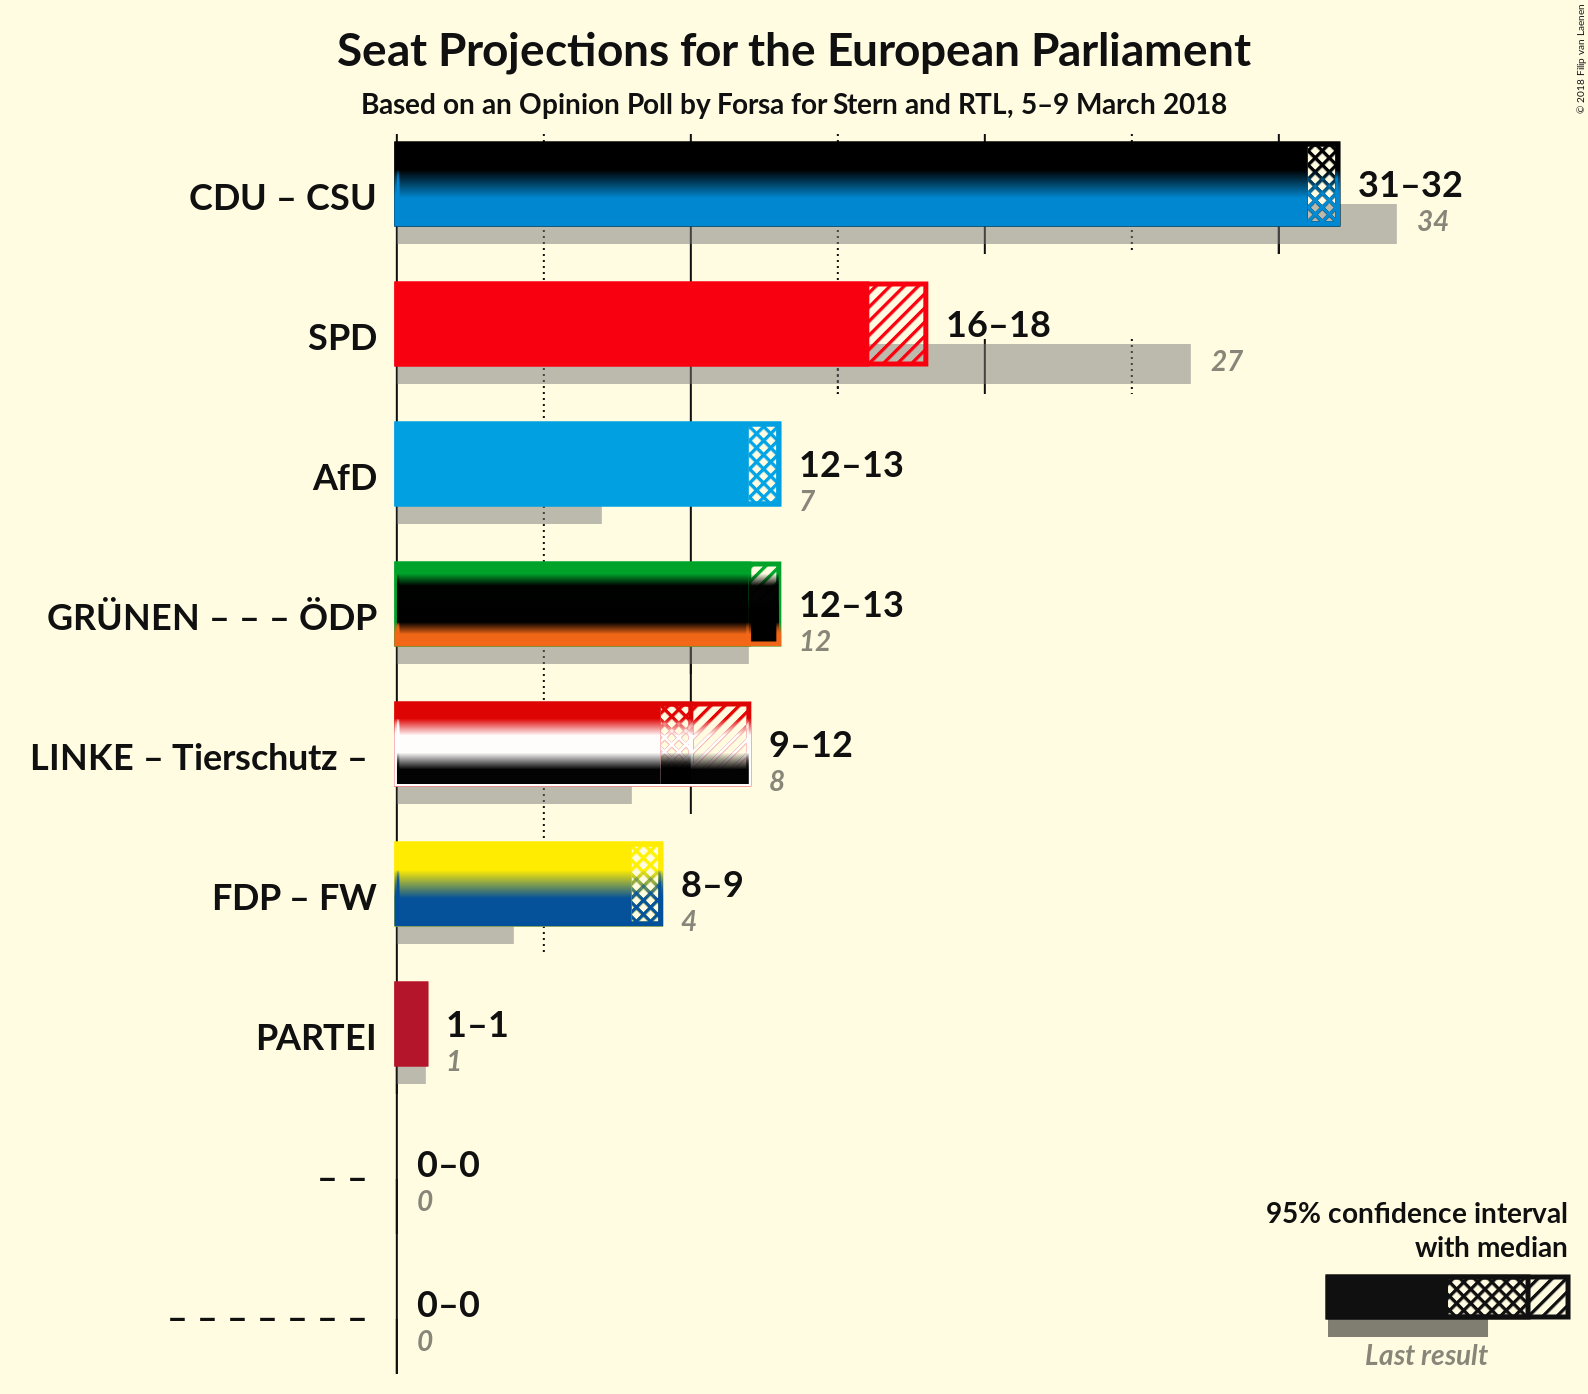 Seat Projections for the European Parliament
Based on an Opinion Poll by Forsa for Stern and RTL, 5–9 March 2018
© 2018 Filip van Laenen
CDU – CSU
31–32
34
SPD
16–18
27
AfD
12–13
7
GRÜNEN – – – ÖDP
12–13
12
LINKE – Tierschutz –
9–12
8
FDP – FW
8–9
4
PARTEI
1–1
1
– –
0–0
0
– – – – – – –
0–0
0
95% confidence interval
with median
Last result